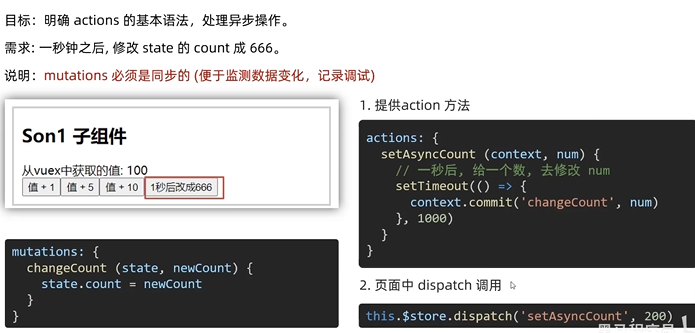 目标：明确 actions 的基本语法，处理异步操作。
需求: 一秒钟之后, 修改 state 的 count 成 666。
说明：mutations 必须是同步的 (便于监测数据变化，记录调试)
Son1 子组件
从vuex中获取的值: 100
值 + 1 值 + 5 值 + 10 1秒后改成666
mutations: {
  changeCount (state, newCount) {
    state.count = newCount
  }
}
1. 提供action 方法
actions: {
  setAsyncCount (context, num) {
    // 一秒后, 给一个数, 去修改 num
    setTimeout(() => {
      context.commit('changeCount', num)
    }, 1000)
  }
}
2. 页面中 dispatch 调用
this.$store.dispatch('setAsyncCount', 200)